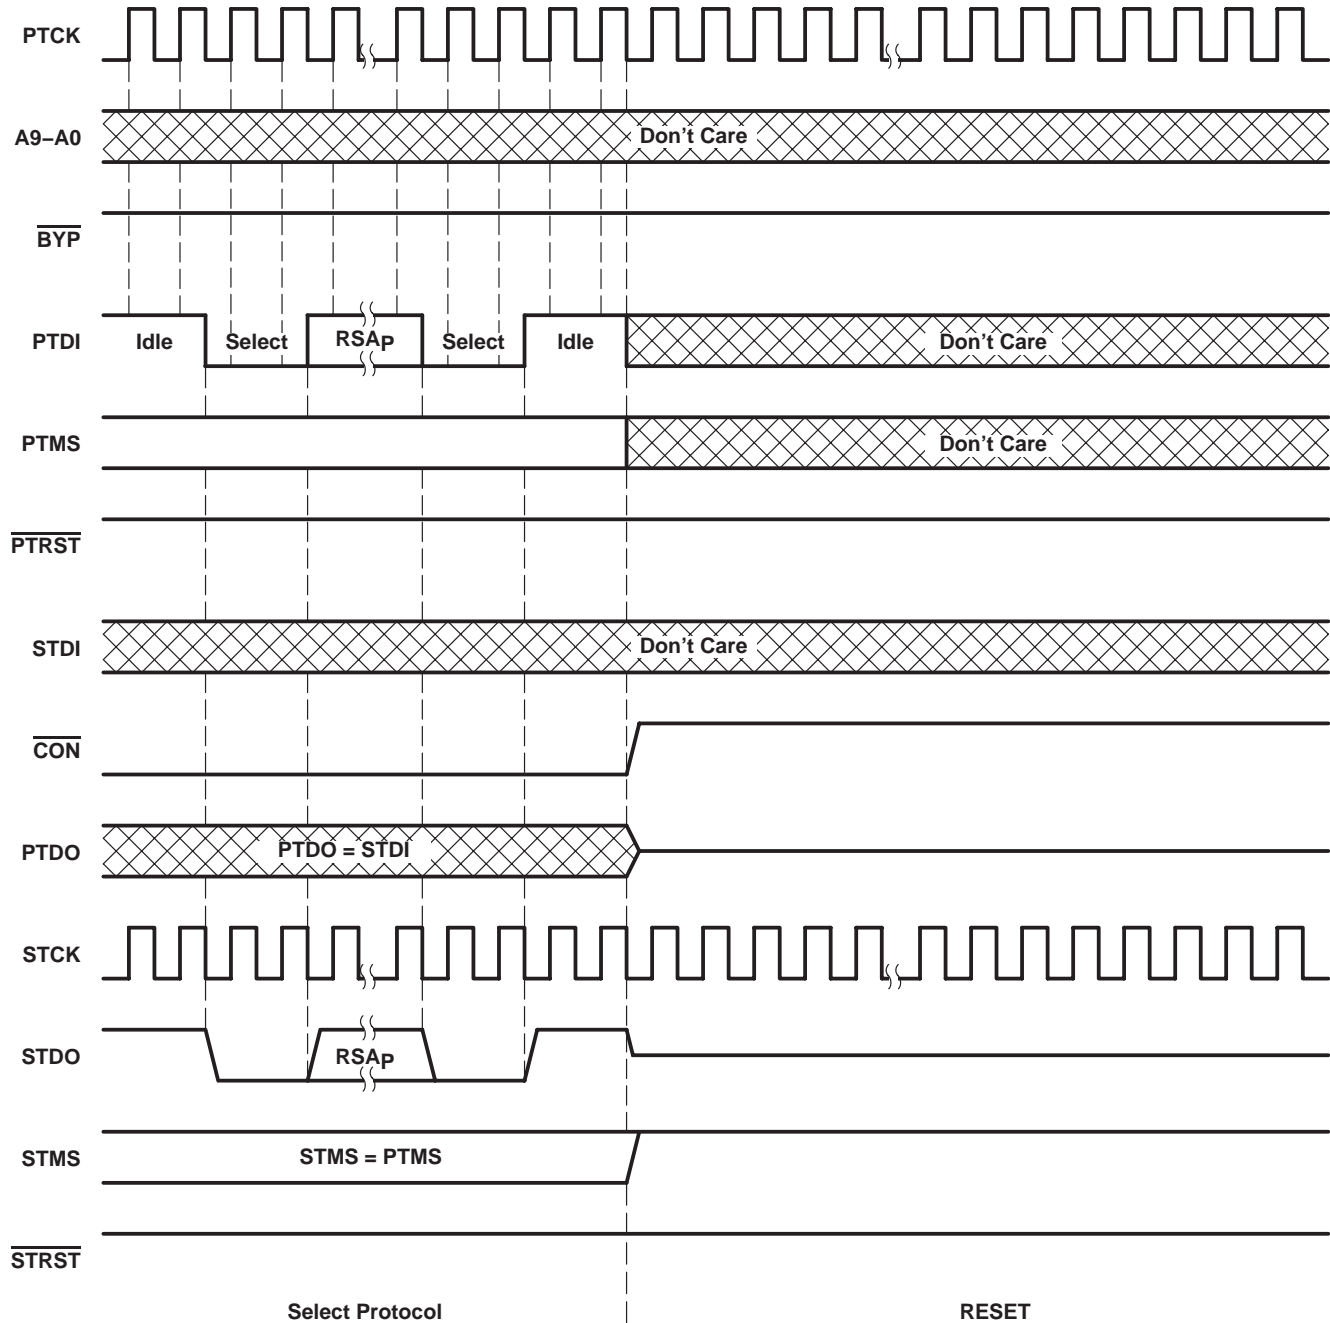 PTCK
A9–A0
Don't Care
BYP
PTDI
Idle
Select
RSAP
Select
Idle
Don't Care
PTMS
Don't Care
PTRST
STDI
Don't Care
CON
PTDO
PTDO = STDI
STCK
STDO
RSAP
STMS
STMS = PTMS
STRST
Select Protocol
RESET